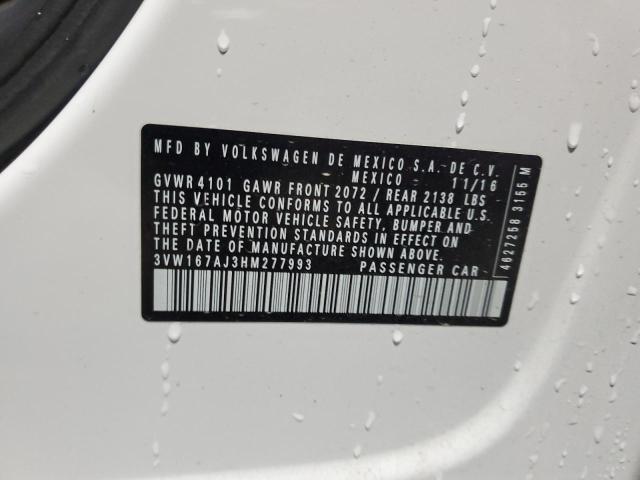 MFD BY VOLKSWAGEN DE MEXICO S.A. DE C.V.
MEXICO 11/16
GVWR 4101 GAWR FRONT 2072 / REAR 2138 LBS
THIS VEHICLE CONFORMS TO ALL APPLICABLE U.S.
FEDERAL MOTOR VEHICLE SAFETY, BUMPER AND
THEFT PREVENTION STANDARDS IN EFFECT ON
THE DATE OF MANUFACTURE SHOWN ABOVE.
3VW167AJ3HM277993 PASSENGER CAR
4627258 3155 M